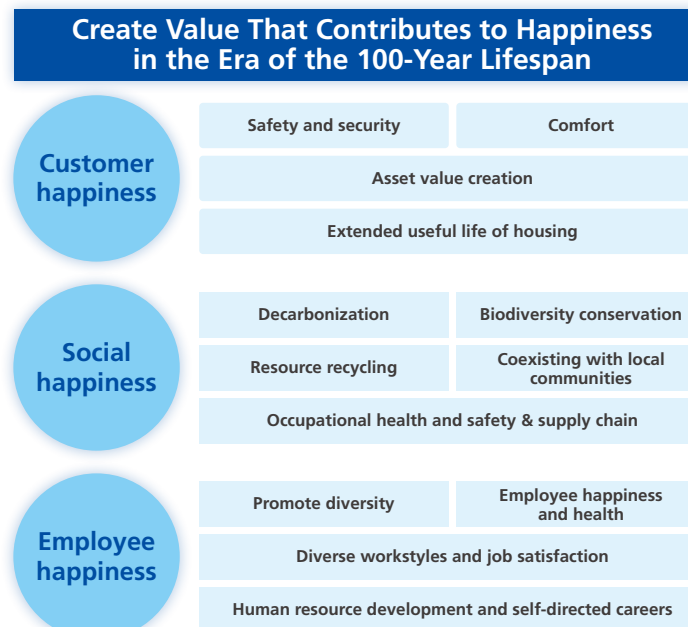 Create Value That Contributes to Happiness
in the Era of the 100-Year Lifespan
Customer
happiness
Safety and security
Comfort
Asset value creation
Extended useful life of housing
Social
happiness
Decarbonization
Biodiversity conservation
Resource recycling
Coexisting with local
communities
Occupational health and safety & supply chain
Employee
happiness
Promote diversity
Employee happiness
and health
Diverse workstyles and job satisfaction
Human resource development and self-directed careers